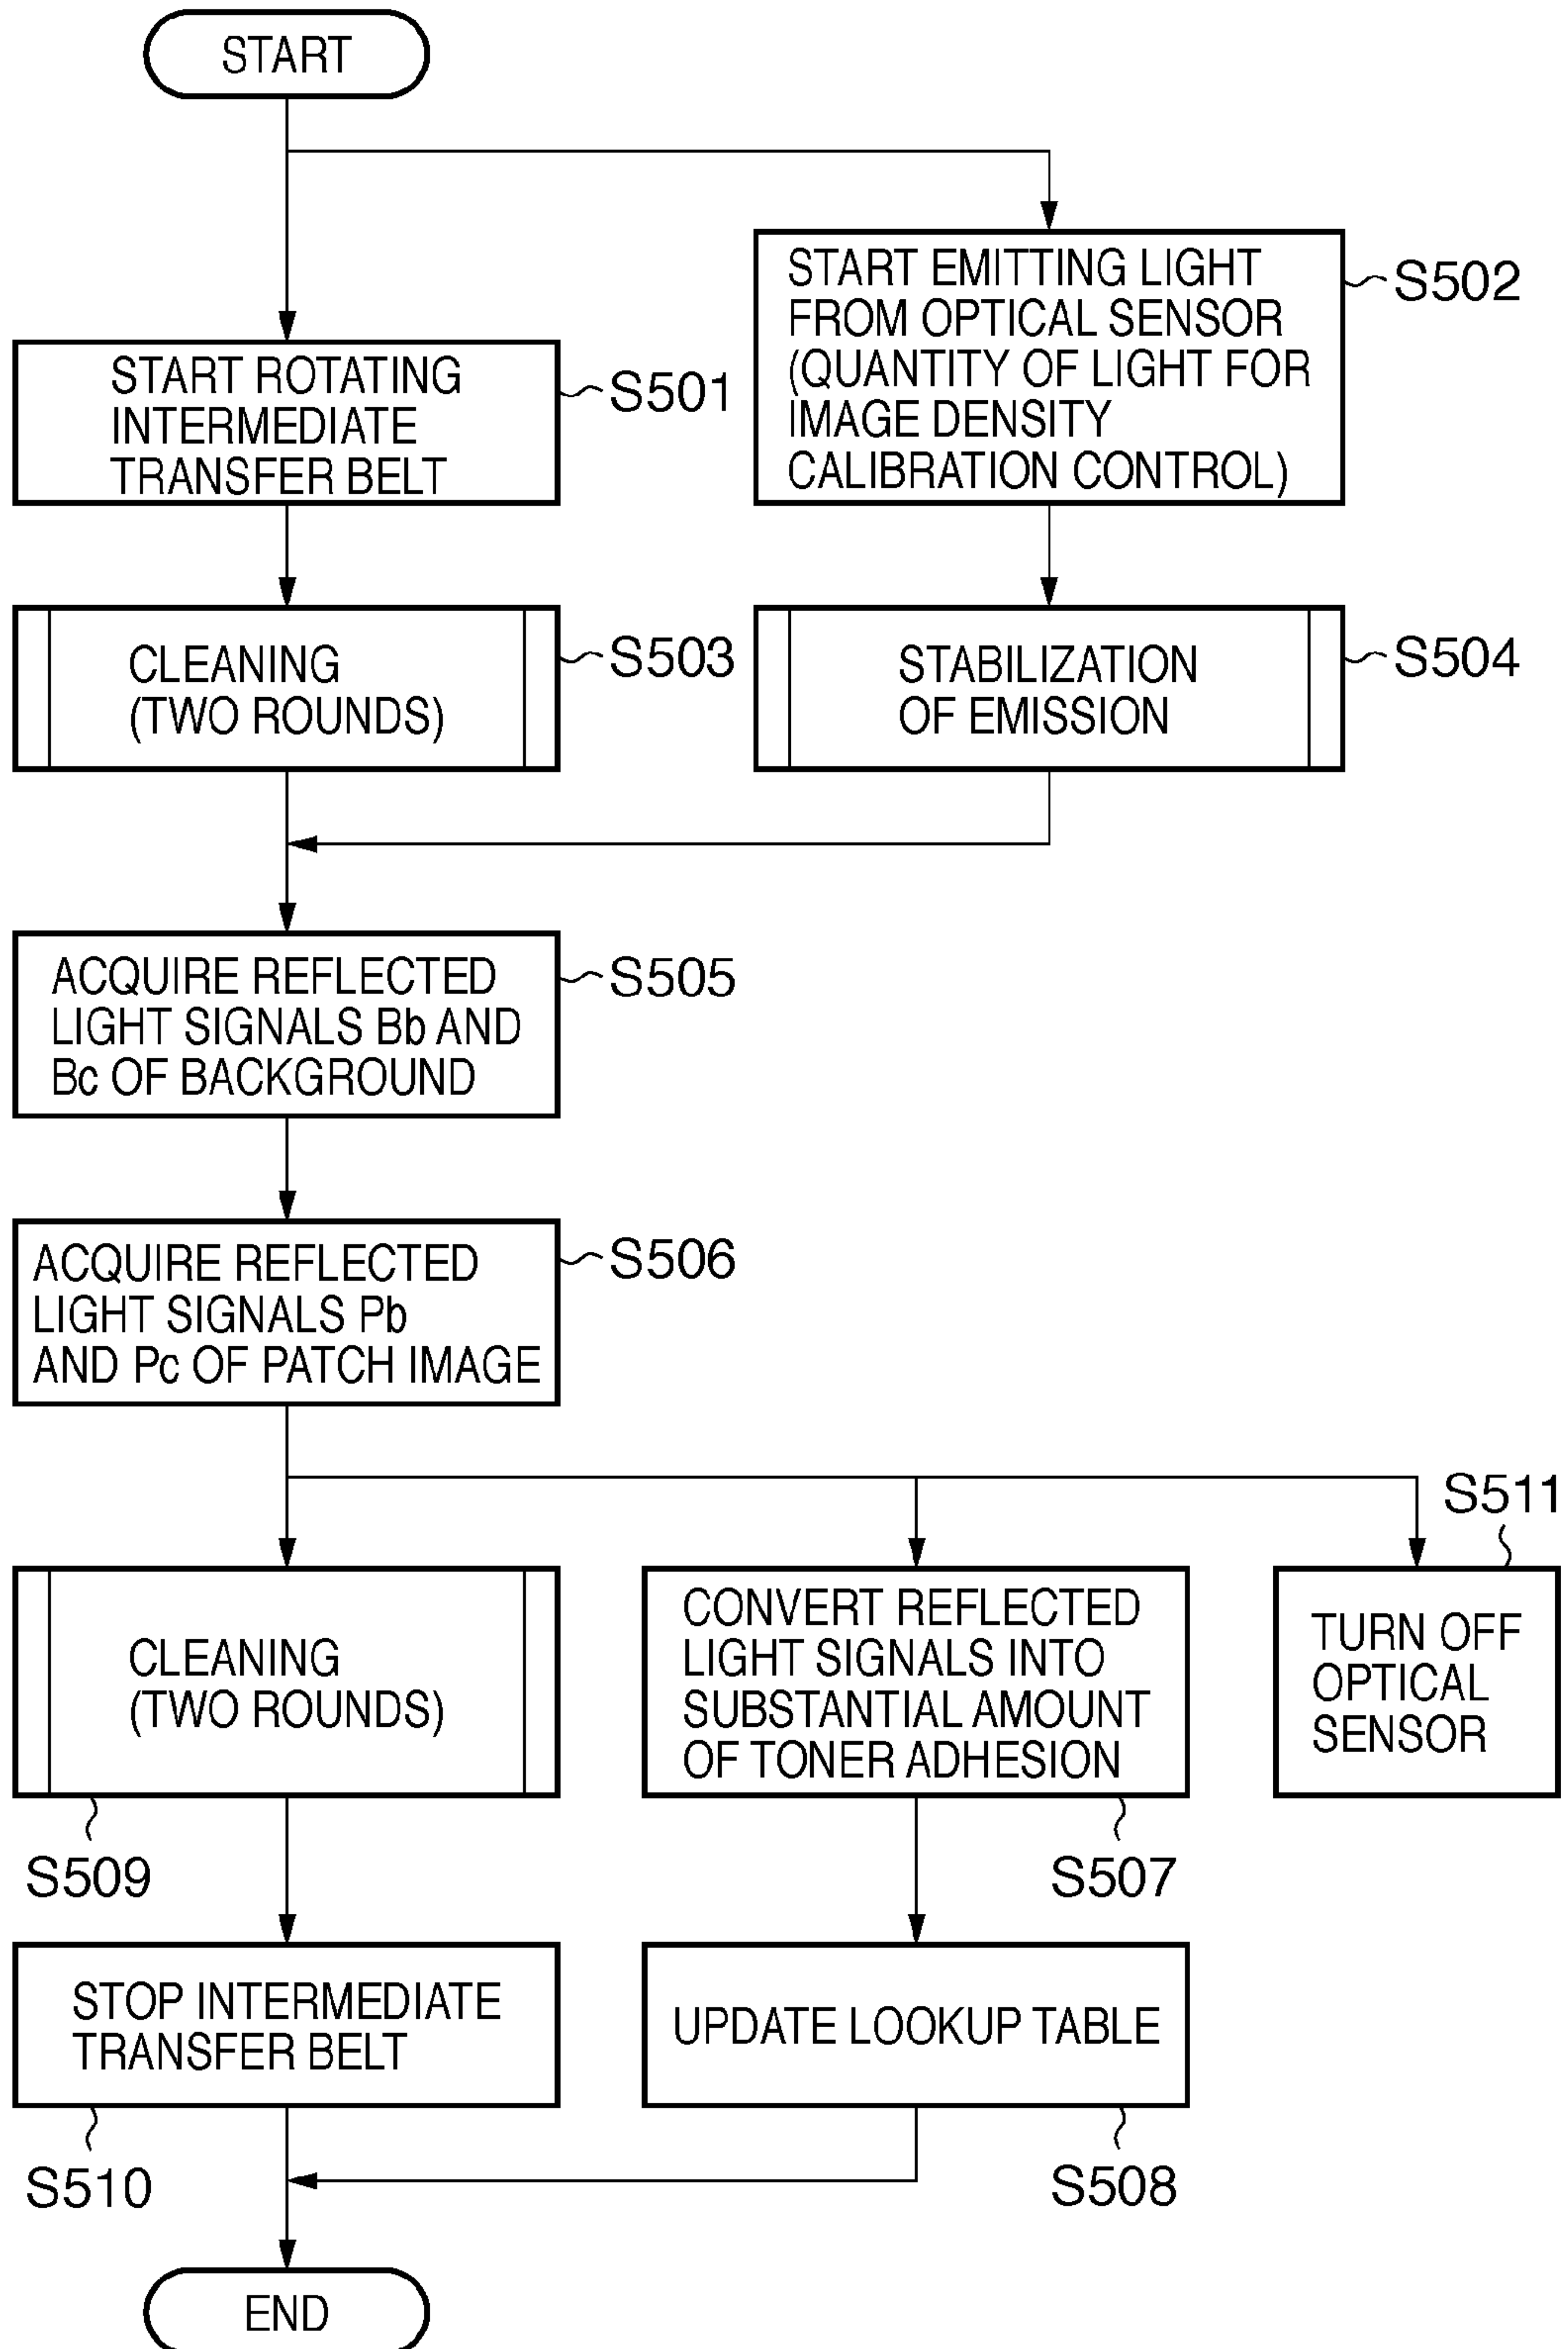 START
START EMITTING LIGHT
FROM OPTICAL SENSOR
(QUANTITY OF LIGHT FOR
IMAGE DENSITY
CALIBRATION CONTROL)
S502
START ROTATING
INTERMEDIATE
TRANSFER BELT
S501
CLEANING
(TWO ROUNDS)
S503
STABILIZATION
OF EMISSION
S504
ACQUIRE REFLECTED
LIGHT SIGNALS Bb AND
Bc OF BACKGROUND
S505
ACQUIRE REFLECTED
LIGHT SIGNALS Pb
AND Pc OF PATCH IMAGE
S506
CLEANING
(TWO ROUNDS)
S509
CONVERT REFLECTED
LIGHT SIGNALS INTO
SUBSTANTIAL AMOUNT
OF TONER ADHESION
S507
S511
TURN OFF
OPTICAL
SENSOR
STOP INTERMEDIATE
TRANSFER BELT
S510
UPDATE LOOKUP TABLE
S508
END